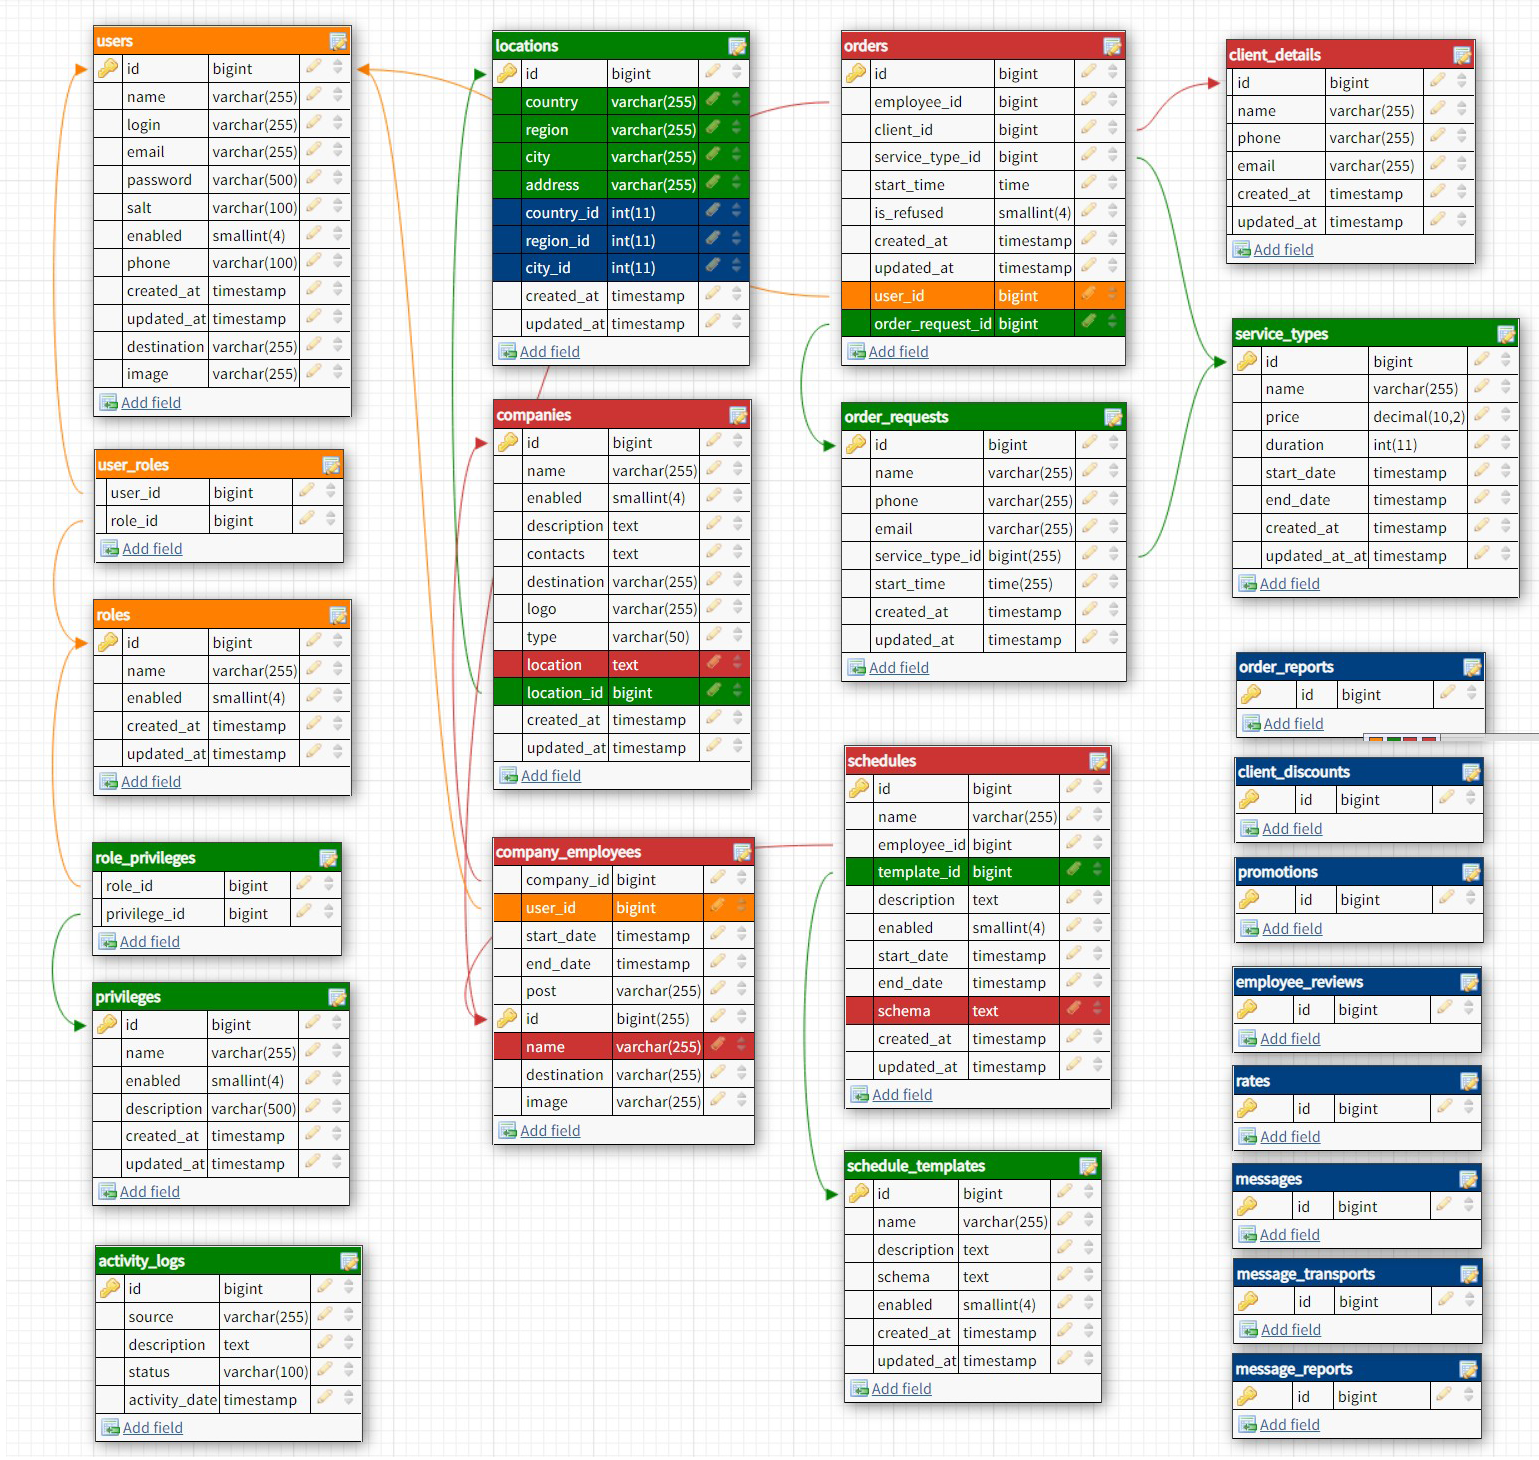 users
id bigint
name varchar(255)
login varchar(255)
email varchar(255)
password varchar(500)
salt varchar(100)
enabled smallint(4)
phone varchar(100)
created_at timestamp
updated_at timestamp
destination varchar(255)
image varchar(255)
Add field
user_roles
user_id bigint
role_id bigint
Add field
roles
id bigint
name varchar(255)
enabled smallint(4)
created_at timestamp
updated_at timestamp
Add field
role_privileges
role_id bigint
privilege_id bigint
Add field
privileges
id bigint
name varchar(255)
enabled smallint(4)
description varchar(500)
created_at timestamp
updated_at timestamp
Add field
activity_logs
id bigint
source varchar(255)
description text
status varchar(100)
activity_date timestamp
Add field
locations
id bigint
country varchar(255)
region varchar(255)
city varchar(255)
address varchar(255)
country_id int(11)
region_id int(11)
city_id int(11)
created_at timestamp
updated_at timestamp
Add field
companies
id bigint
name varchar(255)
enabled smallint(4)
description text
contacts text
destination varchar(255)
logo varchar(255)
type varchar(50)
location text
location_id bigint
created_at timestamp
updated_at timestamp
Add field
company_employees
company_id bigint
user_id bigint
start_date timestamp
end_date timestamp
post varchar(255)
id bigint(255)
name varchar(255)
destination varchar(255)
image varchar(255)
Add field
orders
id bigint
employee_id bigint
client_id bigint
service_type_id bigint
start_time time
is_refused smallint(4)
created_at timestamp
updated_at timestamp
user_id bigint
order_request_id bigint
Add field
order_requests
id bigint
name varchar(255)
phone varchar(255)
email varchar(255)
service_type_id bigint(255)
start_time time(255)
created_at timestamp
updated_at timestamp
Add field
schedules
id bigint
name varchar(255)
employee_id bigint
template_id bigint
description text
enabled smallint(4)
start_date timestamp
end_date timestamp
schema text
created_at timestamp
updated_at timestamp
Add field
schedule_templates
id bigint
name varchar(255)
description text
schema text
enabled smallint(4)
created_at timestamp
updated_at timestamp
Add field
client_details
id bigint
name varchar(255)
phone varchar(255)
email varchar(255)
created_at timestamp
updated_at timestamp
Add field
service_types
id bigint
name varchar(255)
price decimal(10,2)
duration int(11)
start_date timestamp
end_date timestamp
created_at timestamp
updated_at_at timestamp
Add field
order_reports
id bigint
Add field
client_discounts
id bigint
Add field
promotions
id bigint
Add field
employee_reviews
id bigint
Add field
rates
id bigint
Add field
messages
id bigint
Add field
message_transports
id bigint
Add field
message_reports
id bigint
Add field